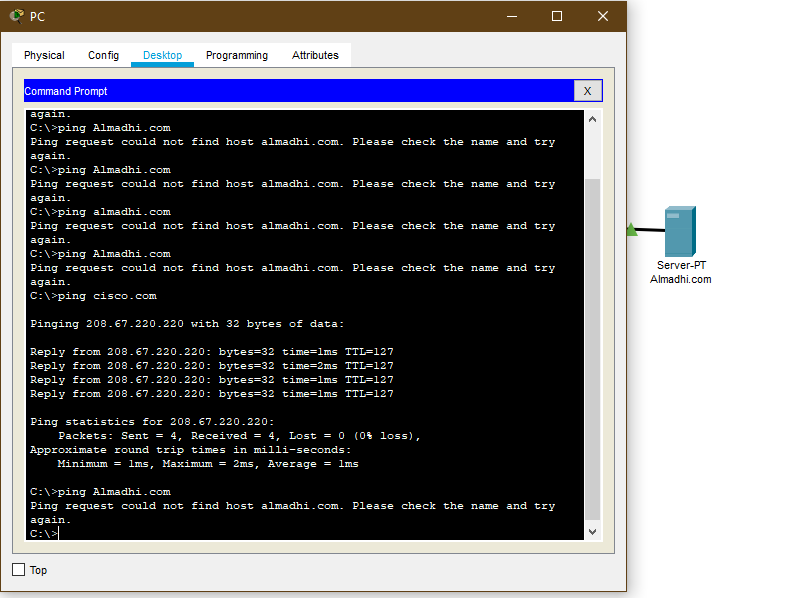 PC
Physical Config Desktop Programming Attributes
Command Prompt X
again.
C:\>ping Almadhi.com
Ping request could not find host almadhi.com. Please check the name and try
again.
C:\>ping Almadhi.com
Ping request could not find host almadhi.com. Please check the name and try
again.
C:\>ping almadhi.com
Ping request could not find host almadhi.com. Please check the name and try
again.
C:\>ping Almadhi.com
Ping request could not find host almadhi.com. Please check the name and try
again.
C:\>ping cisco.com
Pinging 208.67.220.220 with 32 bytes of data:
Reply from 208.67.220.220: bytes=32 time=1ms TTL=127
Reply from 208.67.220.220: bytes=32 time=2ms TTL=127
Reply from 208.67.220.220: bytes=32 time=1ms TTL=127
Reply from 208.67.220.220: bytes=32 time=1ms TTL=127
Ping statistics for 208.67.220.220:
Packets: Sent = 4, Received = 4, Lost = 0 (0% loss),
Approximate round trip times in milli-seconds:
Minimum = 1ms, Maximum = 2ms, Average = 1ms
C:\>ping Almadhi.com
Ping request could not find host almadhi.com. Please check the name and try
again.
C:\>
Top
Server-PT
Almadhi.com